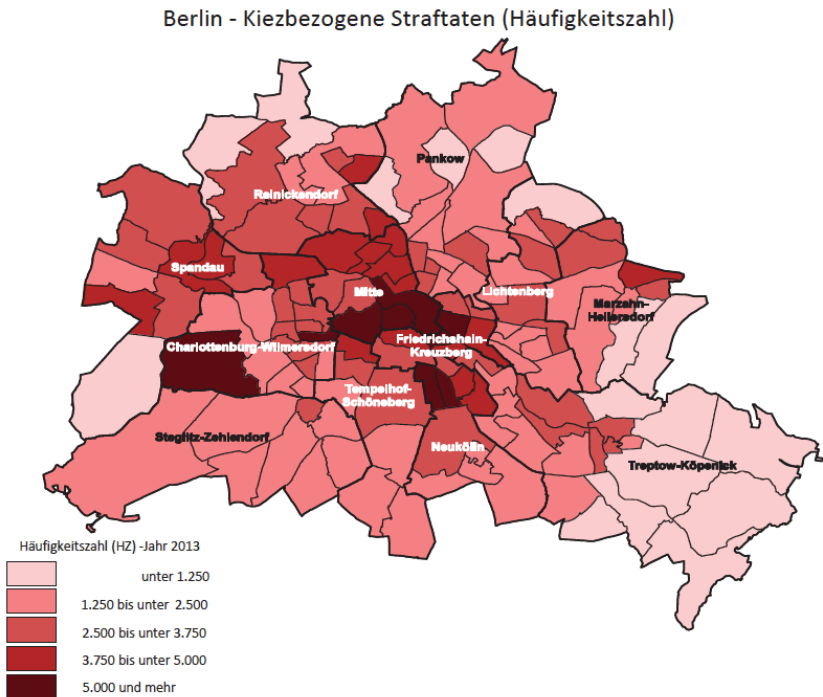 Berlin - Kiezbezogene Straftaten (Häufigkeitszahl)
Pankow
Reinickendorf
Spandau
Mitte
Lichtenberg
Marzahn-
Hellersdorf
Charlottenburg-Wilmersdorf
Friedrichshain-
Kreuzberg
Tempelhof-
Schöneberg
Steglitz-Zehlendorf
Neukölln
Treptow-Köpenick
Häufigkeitszahl (HZ) -Jahr 2013
unter 1.250
1.250 bis unter 2.500
2.500 bis unter 3.750
3.750 bis unter 5.000
5.000 und mehr